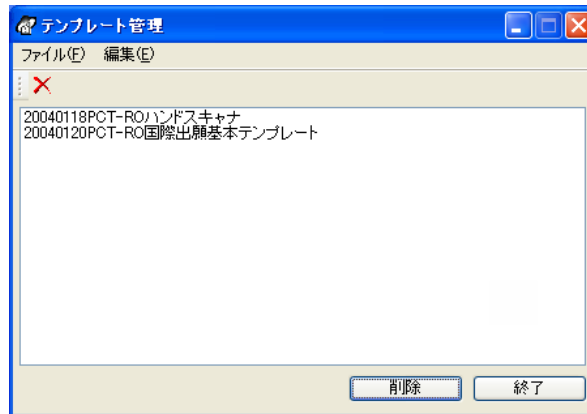 テンプレート管理
ファイル(F) 編集(E)
20040118PCT-ROハンドスキャナ
20040120PCT-RO国際出願基本テンプレート
削除 終了